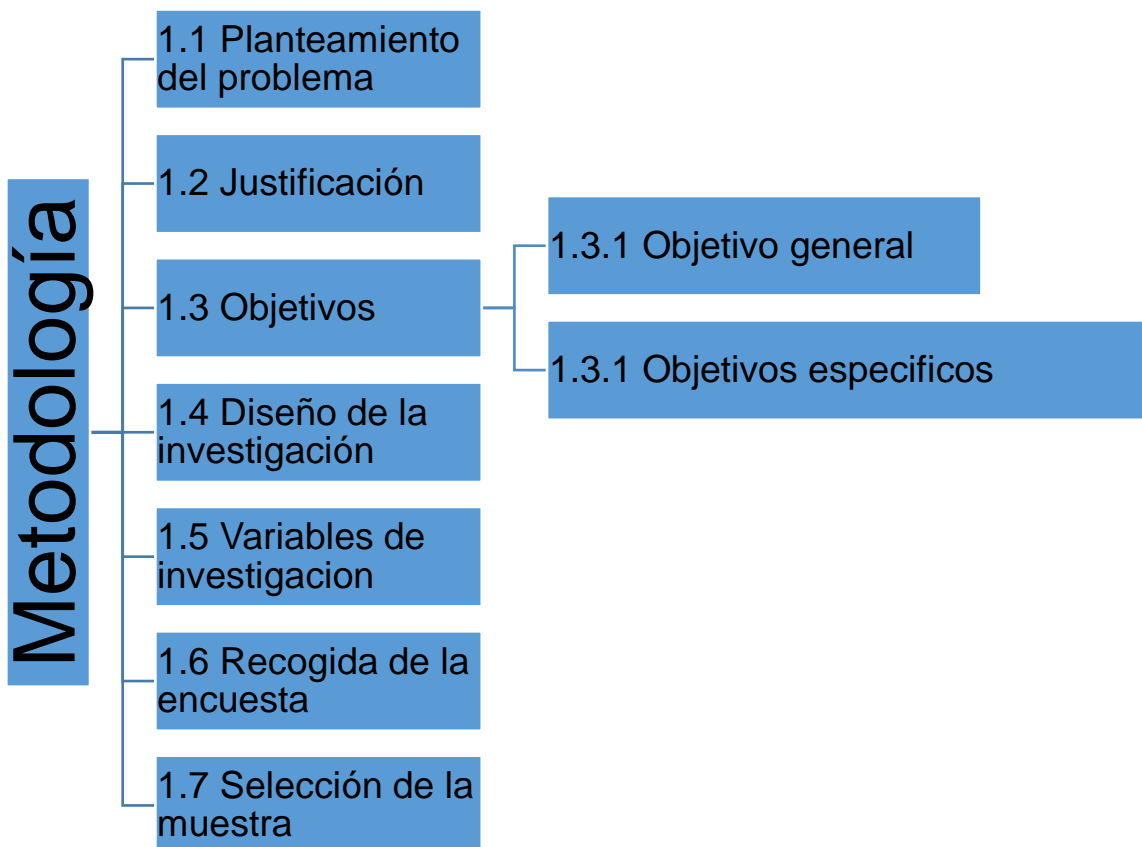 Metodología
1.1 Planteamiento
del problema
1.2 Justificación
1.3 Objetivos
1.3.1 Objetivo general
1.3.1 Objetivos especificos
1.4 Diseño de la
investigación
1.5 Variables de
investigacion
1.6 Recogida de la
encuesta
1.7 Selección de la
muestra